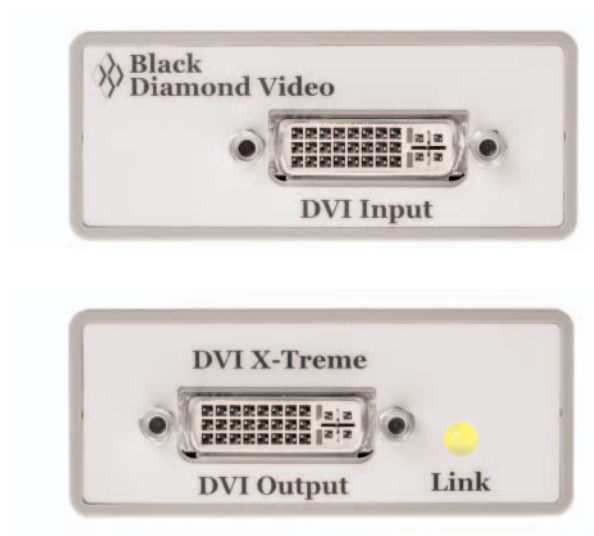 Black
Diamond Video
DVI Input
DVI X-Treme
DVI Output
Link